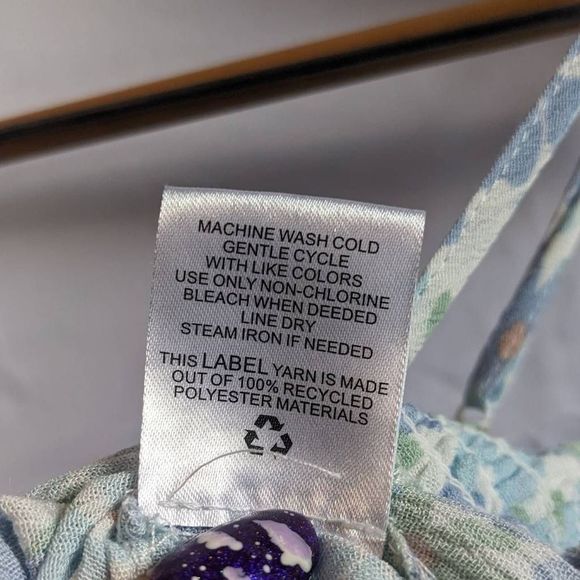 MACHINE WASH COLD
GENTLE CYCLE
WITH LIKE COLORS
USE ONLY NON-CHLORINE
BLEACH WHEN DEEDED
LINE DRY
STEAM IRON IF NEEDED
THIS LABEL YARN IS MADE
OUT OF 100% RECYCLED
POLYESTER MATERIALS